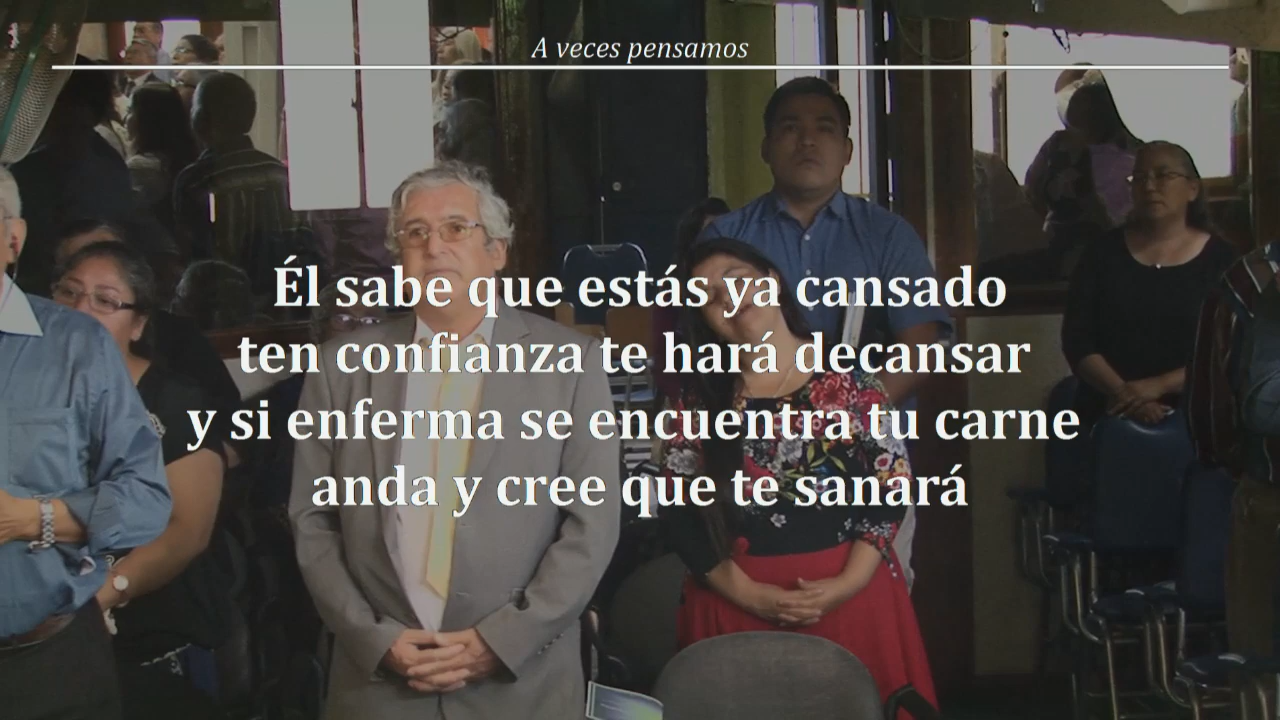 A veces pensamos
Él sabe que estás ya cansado
ten confianza te hará decansar
y si enferma se encuentra tu carne
anda y cree que te sanará